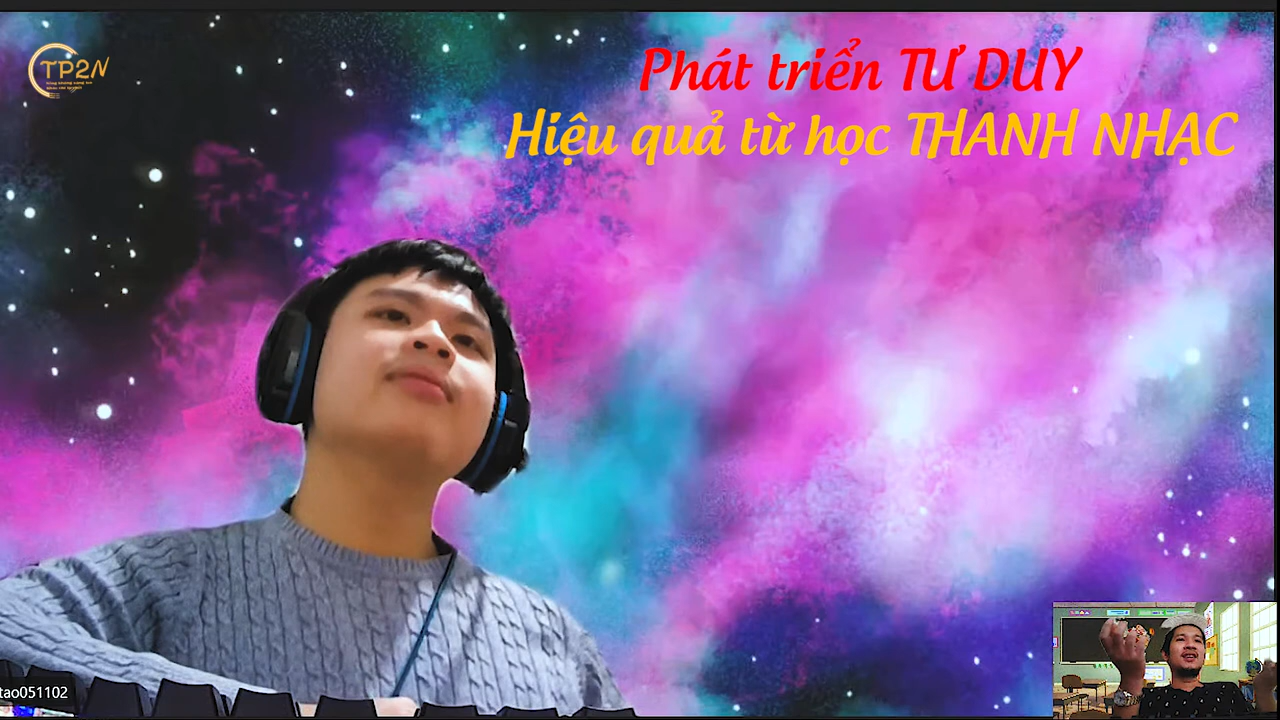 TP2N
Phát triển TƯ DUY
Hiệu quả từ học THANH NHẠC
tao051102